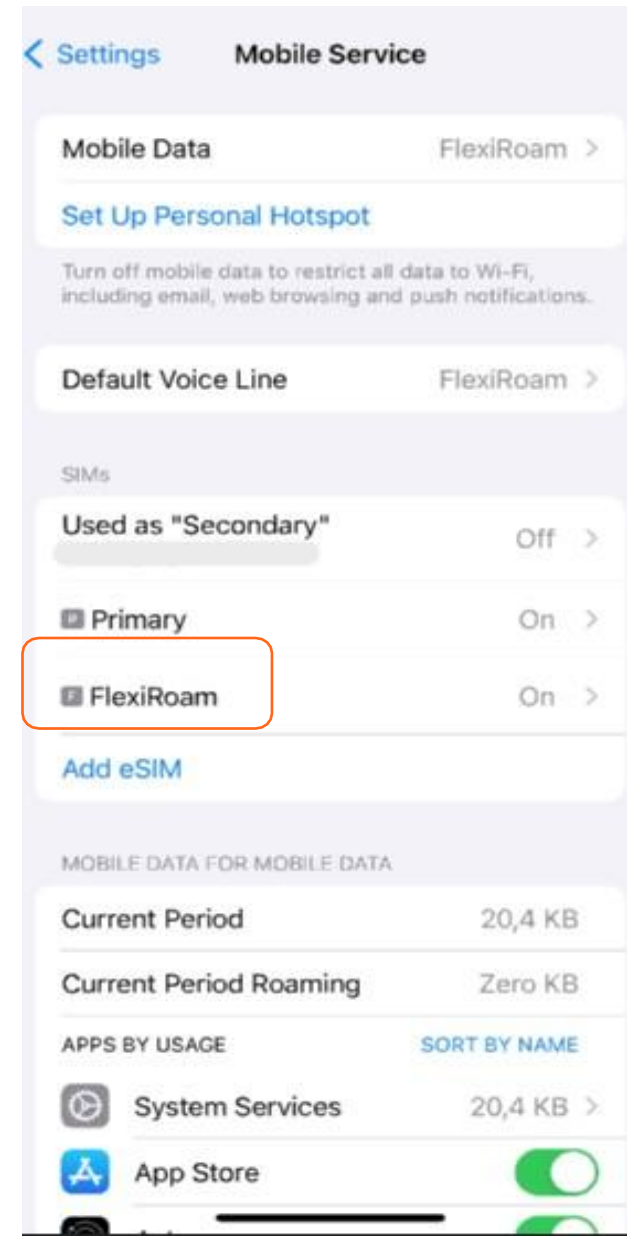 Settings Mobile Service
Mobile Data FlexiRoam
Set Up Personal Hotspot
Turn off mobile data to restrict all data to Wi-Fi,
including email, web browsing and push notifications.
Default Voice Line FlexiRoam
SIMs
Used as "Secondary" Off
P Primary On
F FlexiRoam On
Add eSIM
MOBILE DATA FOR MOBILE DATA
Current Period 20,4 KB
Current Period Roaming Zero KB
APPS BY USAGE SORT BY NAME
System Services 20,4 KB
App Store